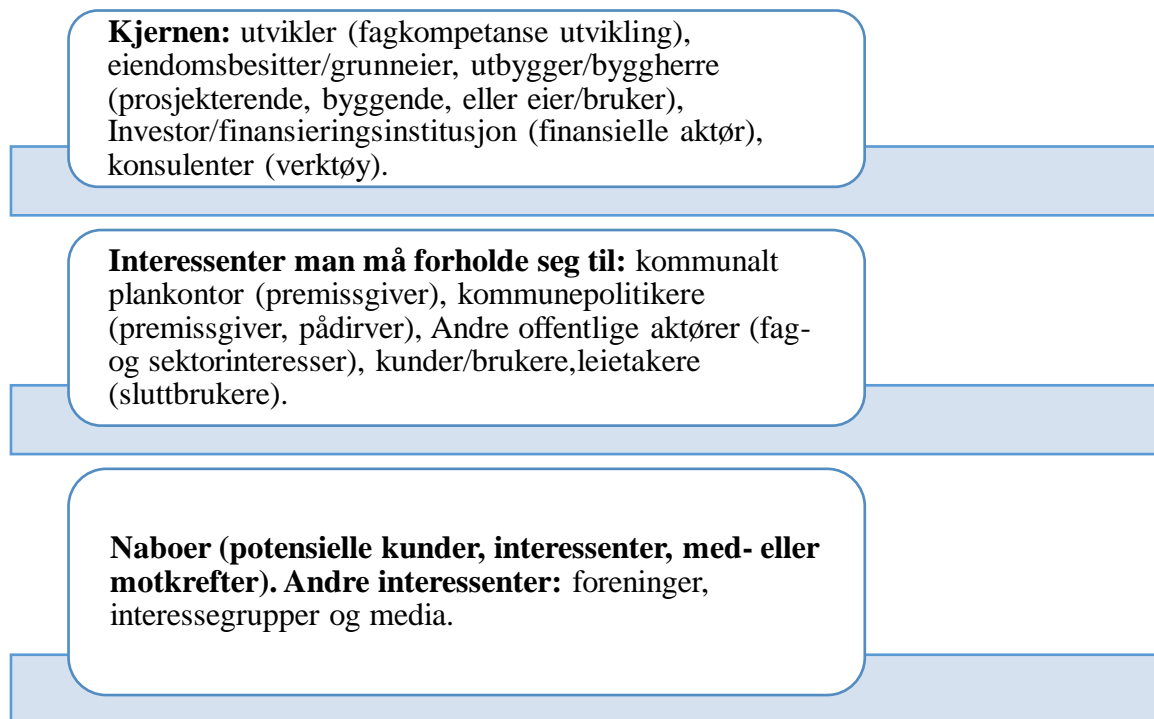 Kjernen: utvikler (fagkompetanse utvikling),
eiendomsbesitter/grunneier, utbygger/byggherre
(prosjekterende, byggende, eller eier/bruker),
Investor/finansieringsinstitusjon (finansielle aktør),
konsulenter (verktøy).
Interessenter man må forholde seg til: kommunalt
plankontor (premissgiver), kommunepolitikere
(premissgiver, pådirver), Andre offentlige aktører (fag-
og sektorinteresser), kunder/brukere,leietakere
(sluttbrukere).
Naboer (potensielle kunder, interessenter, med- eller
motkrefter). Andre interessenter: foreninger,
interessegrupper og media.